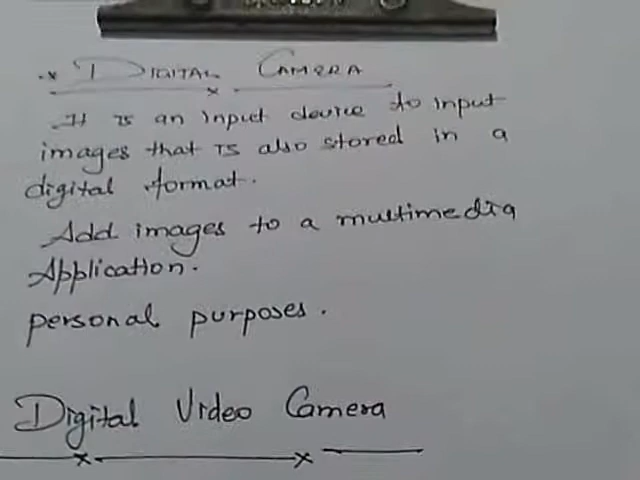 DIGITAL CAMERA
It is an input device to input
images that is also stored in a
digital format.
Add images to a multimedia
Application.
personal purposes.
Digital Video Camera